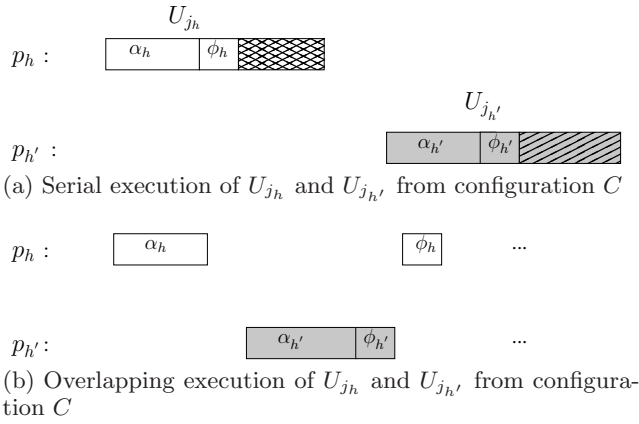 U_{j_h}
p_h : α_h ϕ_h
U_{j_{h'}}
p_{h'} : α_{h'} ϕ_{h'}
(a) Serial execution of U_{j_h} and U_{j_{h'}} from configuration C
p_h : α_h ϕ_h ...
p_{h'}: α_{h'} ϕ_{h'} ...
(b) Overlapping execution of U_{j_h} and U_{j_{h'}} from configura-
tion C